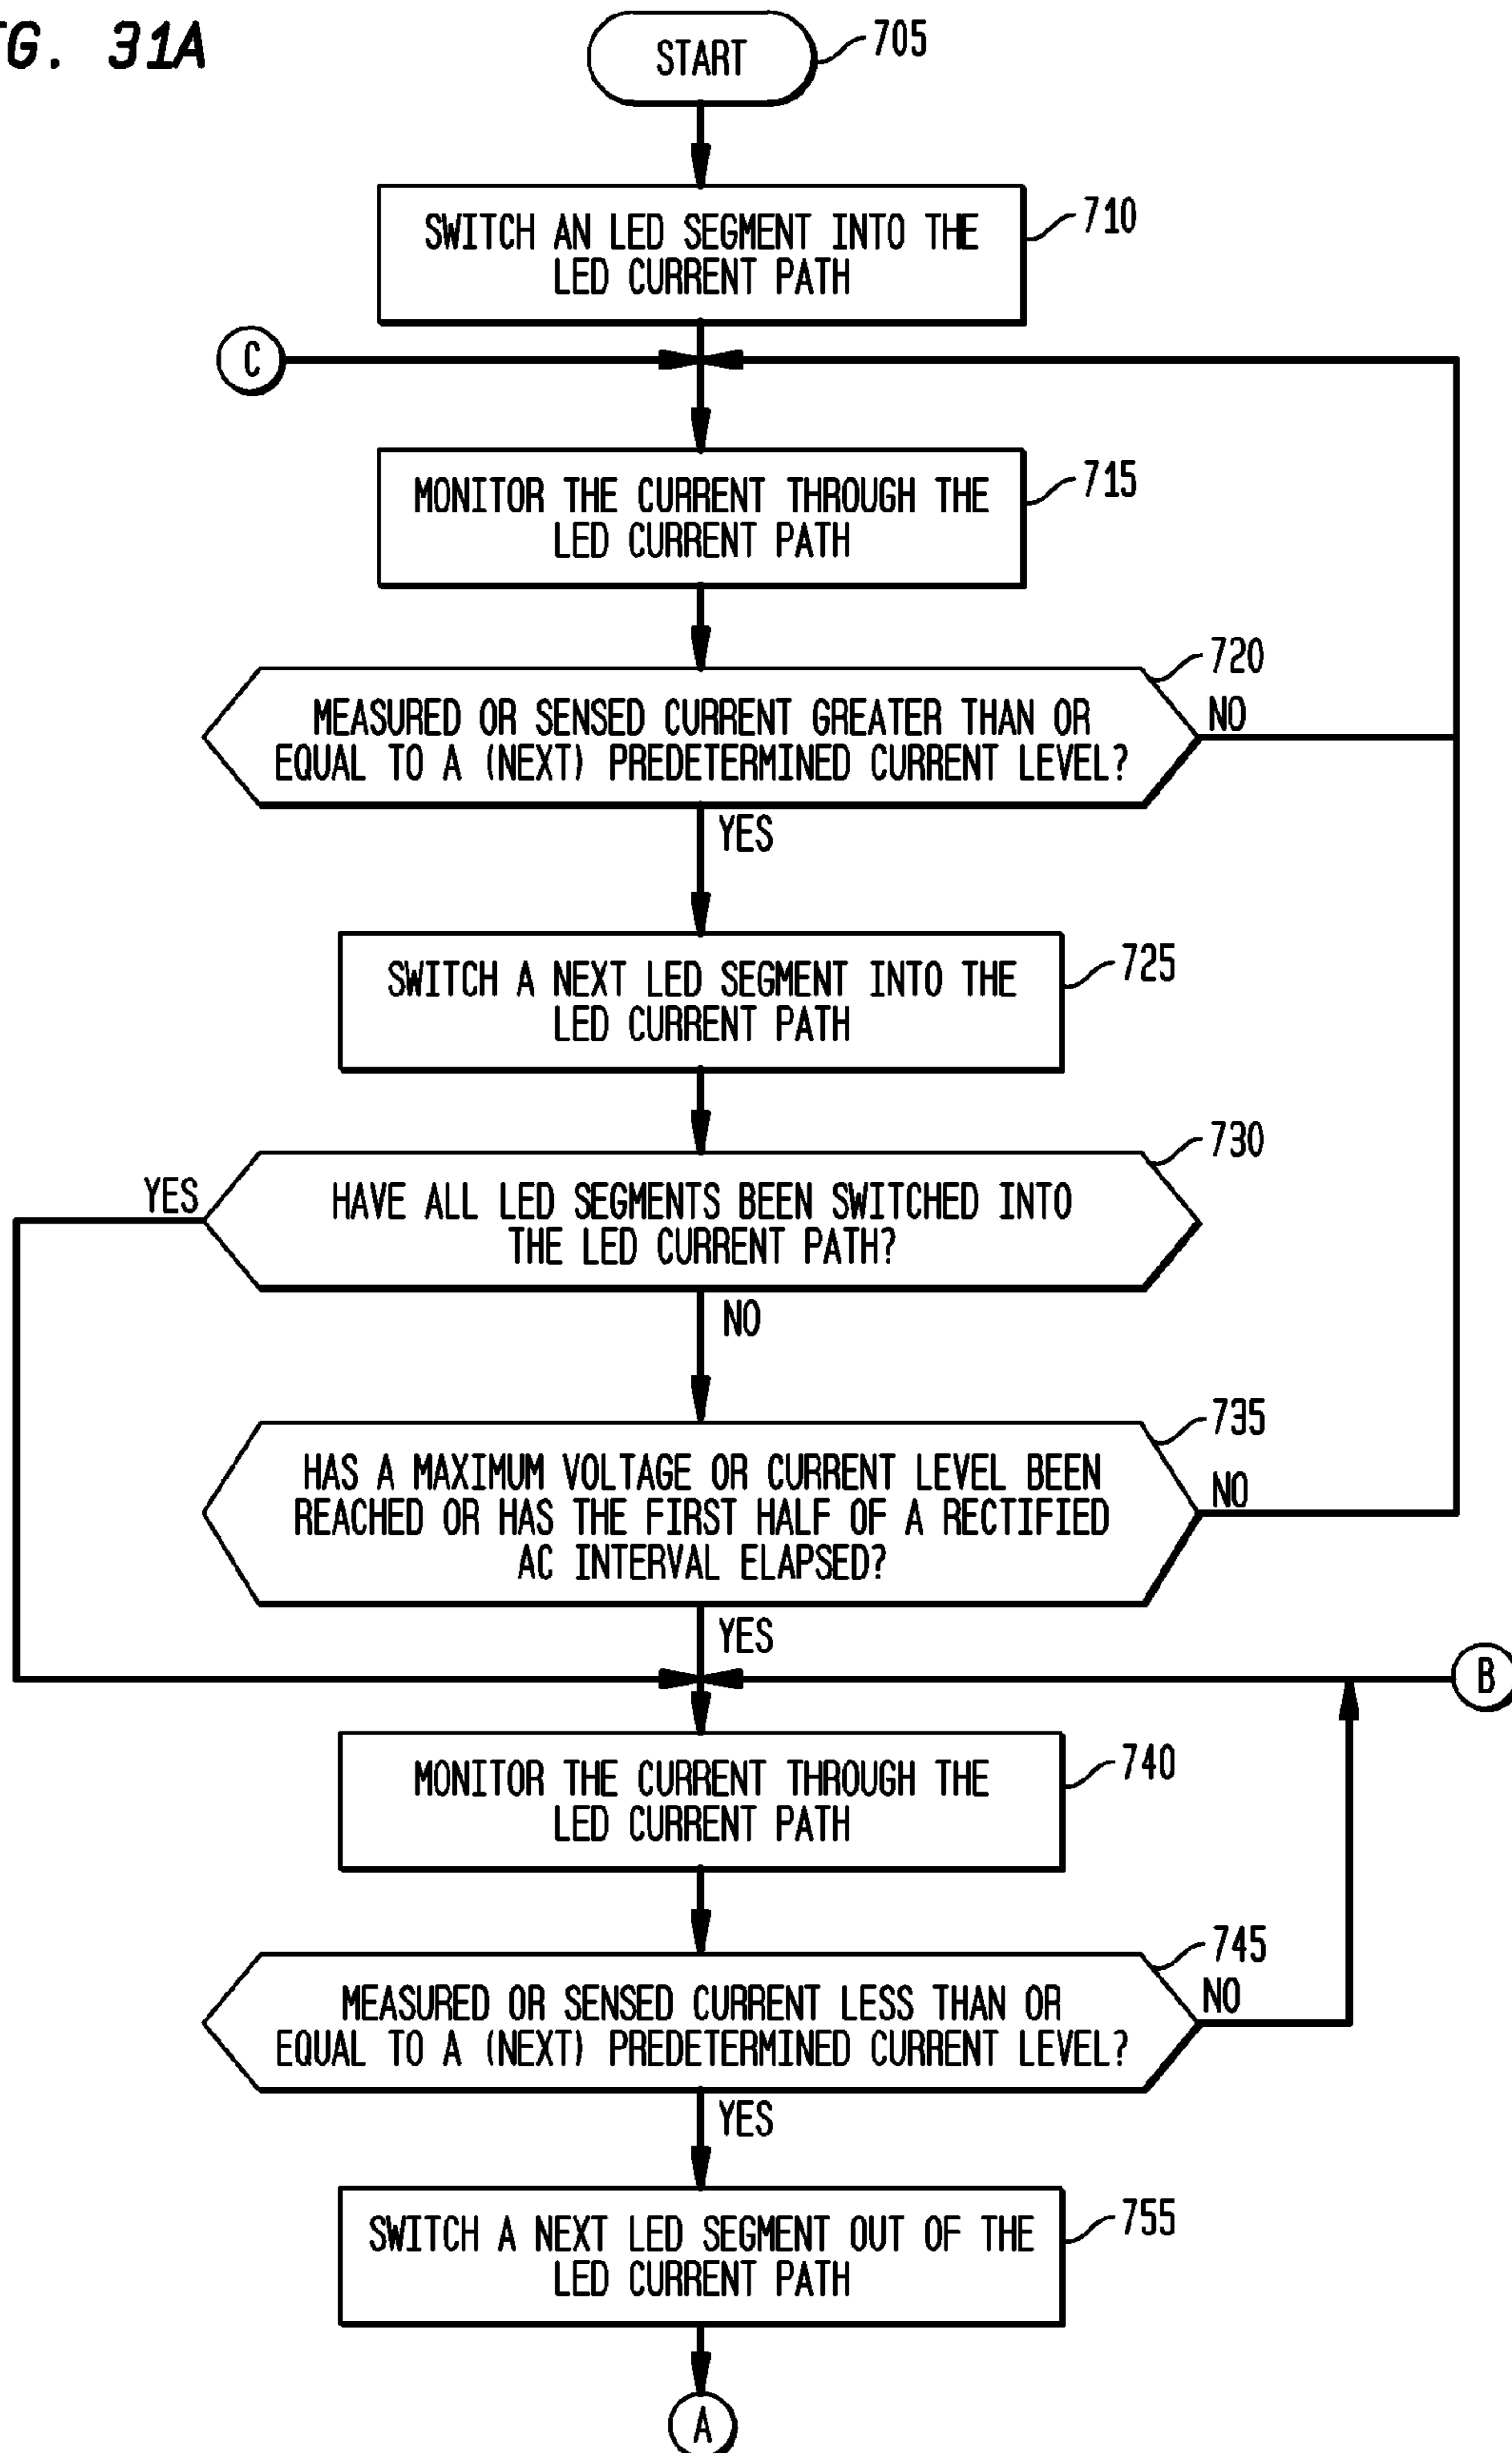 G. 31A
START
705
SWITCH AN LED SEGMENT INTO THE
LED CURRENT PATH
710
C
MONITOR THE CURRENT THROUGH THE
LED CURRENT PATH
715
720
MEASURED OR SENSED CURRENT GREATER THAN OR
EQUAL TO A (NEXT) PREDETERMINED CURRENT LEVEL?
NO
YES
SWITCH A NEXT LED SEGMENT INTO THE
LED CURRENT PATH
725
730
YES
HAVE ALL LED SEGMENTS BEEN SWITCHED INTO
THE LED CURRENT PATH?
NO
735
HAS A MAXIMUM VOLTAGE OR CURRENT LEVEL BEEN
REACHED OR HAS THE FIRST HALF OF A RECTIFIED
AC INTERVAL ELAPSED?
NO
YES
B
MONITOR THE CURRENT THROUGH THE
LED CURRENT PATH
740
745
MEASURED OR SENSED CURRENT LESS THAN OR
EQUAL TO A (NEXT) PREDETERMINED CURRENT LEVEL?
NO
YES
SWITCH A NEXT LED SEGMENT OUT OF THE
LED CURRENT PATH
755
A